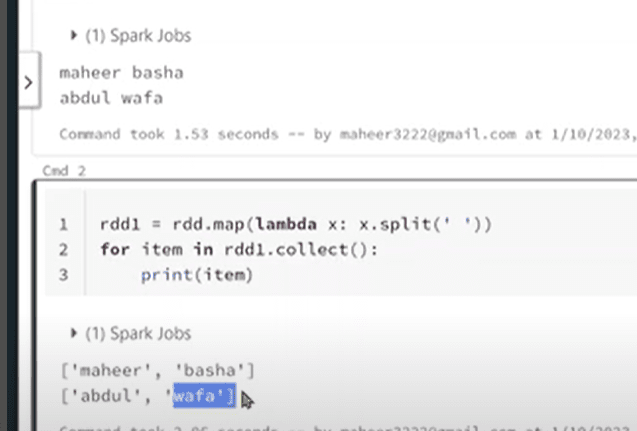 (1) Spark Jobs
maheer basha
abdul wafa
Command took 1.53 seconds -- by maheer3222@gmail.com at 1/10/2023,
Cmd 2
1 rdd1 = rdd.map(lambda x: x.split(' '))
2 for item in rdd1.collect():
3 print(item)
(1) Spark Jobs
['maheer', 'basha']
['abdul', 'wafa']